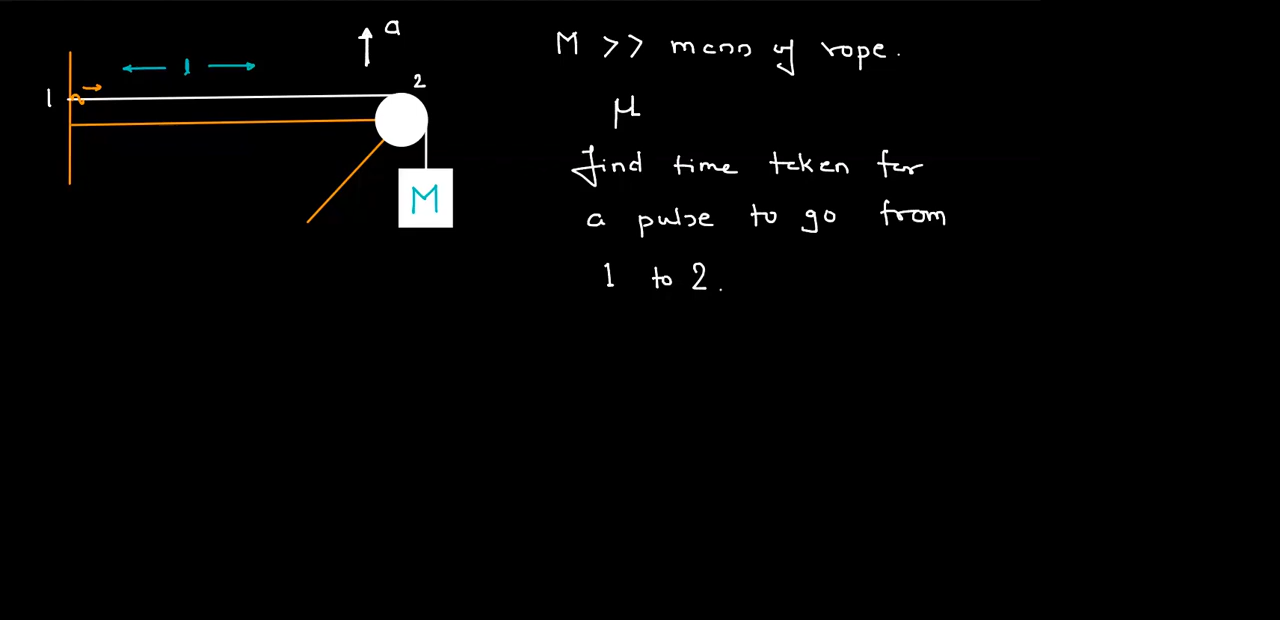 a
l
2
1
M
M >> mass of rope.
μ
find time taken for
a pulse to go from
1 to 2.